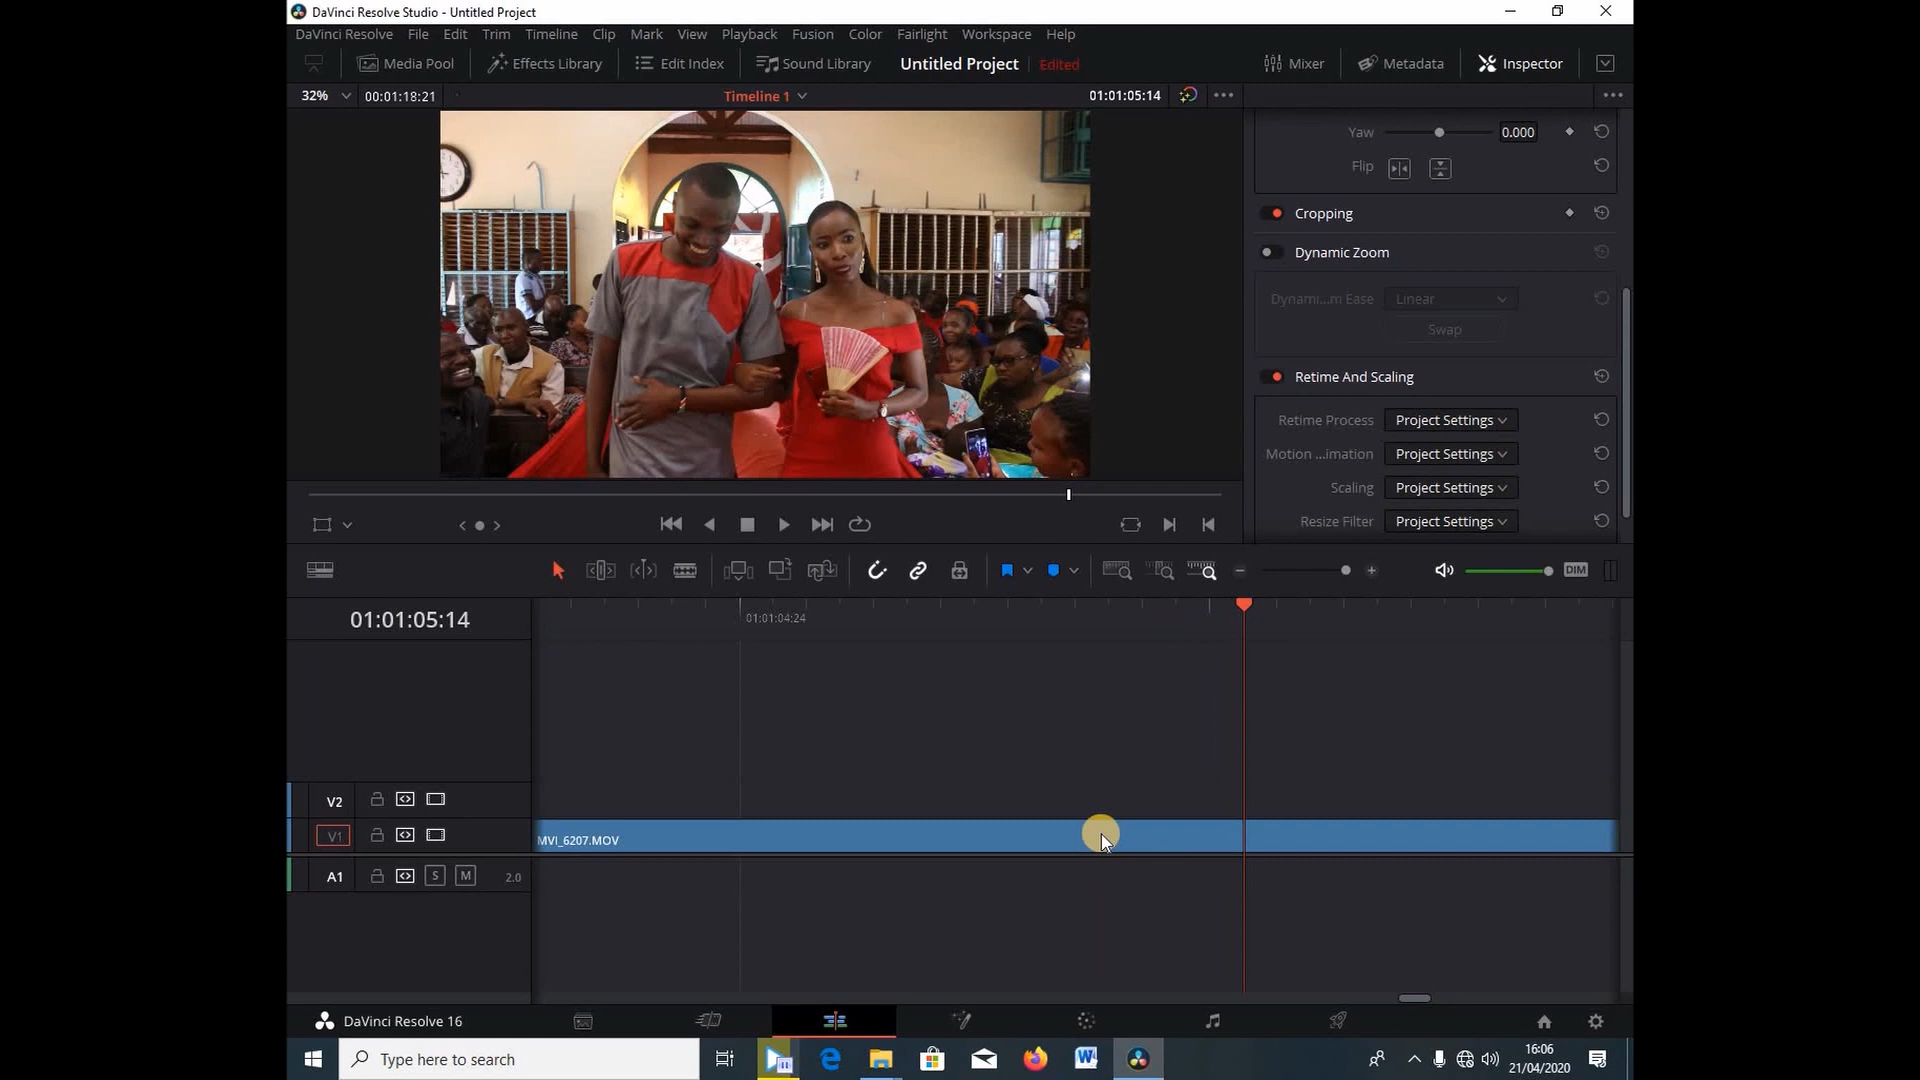 DaVinci Resolve Studio - Untitled Project
DaVinci Resolve File Edit Trim Timeline Clip Mark View Playback Fusion Color Fairlight Workspace Help
Media Pool Effects Library Edit Index Sound Library Untitled Project Edited Mixer Metadata Inspector
32% 00:01:18:21 Timeline 1 01:01:05:14
Yaw 0.000
Flip
Cropping
Dynamic Zoom
Dynami...m Ease Linear
Swap
Retime And Scaling
Retime Process Project Settings
Motion ...imation Project Settings
Scaling Project Settings
Resize Filter Project Settings
DIM
01:01:05:14
01:01:04:24
V2
V1
MVI_6207.MOV
A1 S M 2.0
DaVinci Resolve 16
Type here to search
16:06
21/04/2020